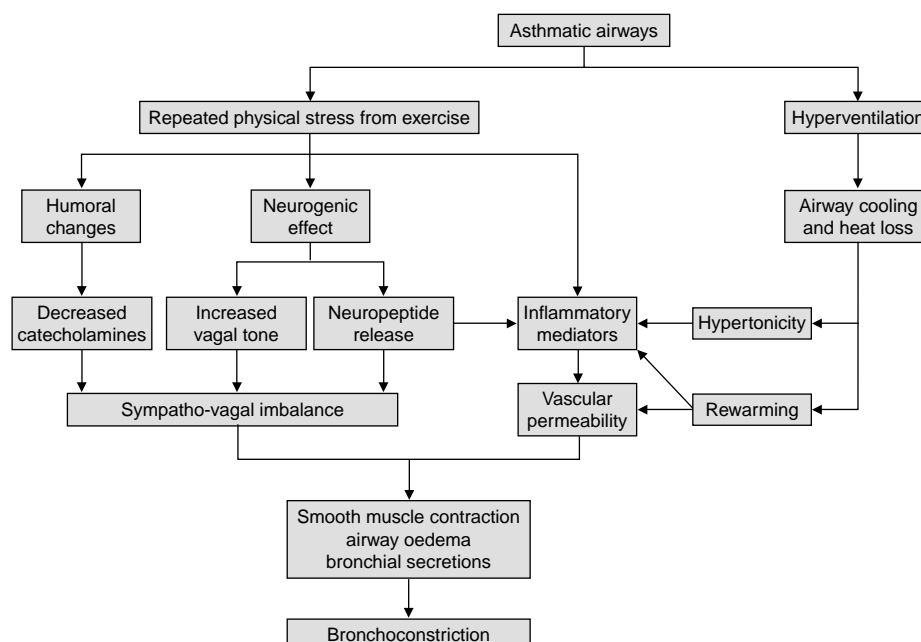 Asthmatic airways
Repeated physical stress from exercise
Hyperventilation
Humoral
changes
Neurogenic
effect
Airway cooling
and heat loss
Decreased
catecholamines
Increased
vagal tone
Neuropeptide
release
Inflammatory
mediators
Hypertonicity
Sympatho-vagal imbalance
Vascular
permeability
Rewarming
Smooth muscle contraction
airway oedema
bronchial secretions
Bronchoconstriction